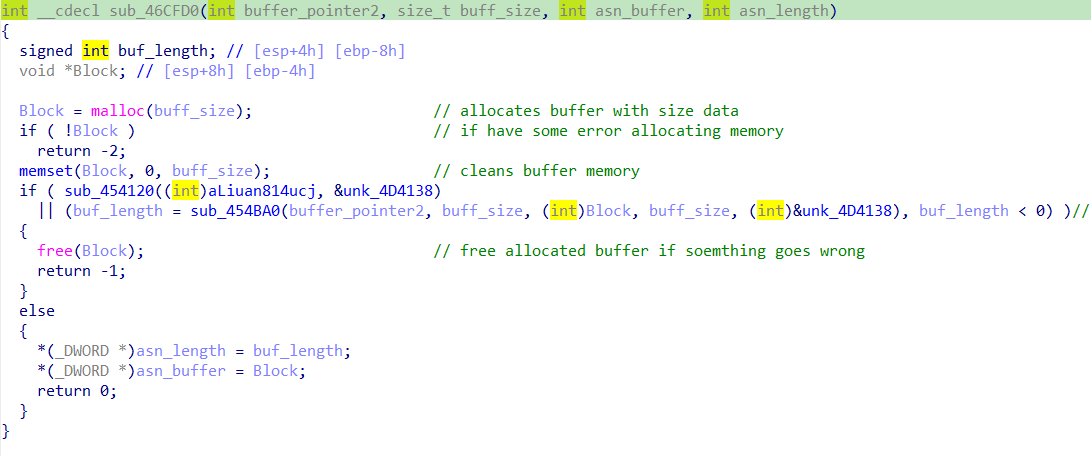 int __cdecl sub_46CFD0(int buffer_pointer2, size_t buff_size, int asn_buffer, int asn_length)
{
  signed int buf_length; // [esp+4h] [ebp-8h]
  void *Block; // [esp+8h] [ebp-4h]

  Block = malloc(buff_size);                    // allocates buffer with size data
  if ( !Block )                                 // if have some error allocating memory
    return -2;
  memset(Block, 0, buff_size);                  // cleans buffer memory
  if ( sub_454120((int)aLiuan814ucj, &unk_4D4138)
    || (buf_length = sub_454BA0(buffer_pointer2, buff_size, (int)Block, buff_size, (int)&unk_4D4138), buf_length < 0) )//
  {
    free(Block);                                // free allocated buffer if soemthing goes wrong
    return -1;
  }
  else
  {
    *(_DWORD *)asn_length = buf_length;
    *(_DWORD *)asn_buffer = Block;
    return 0;
  }
}